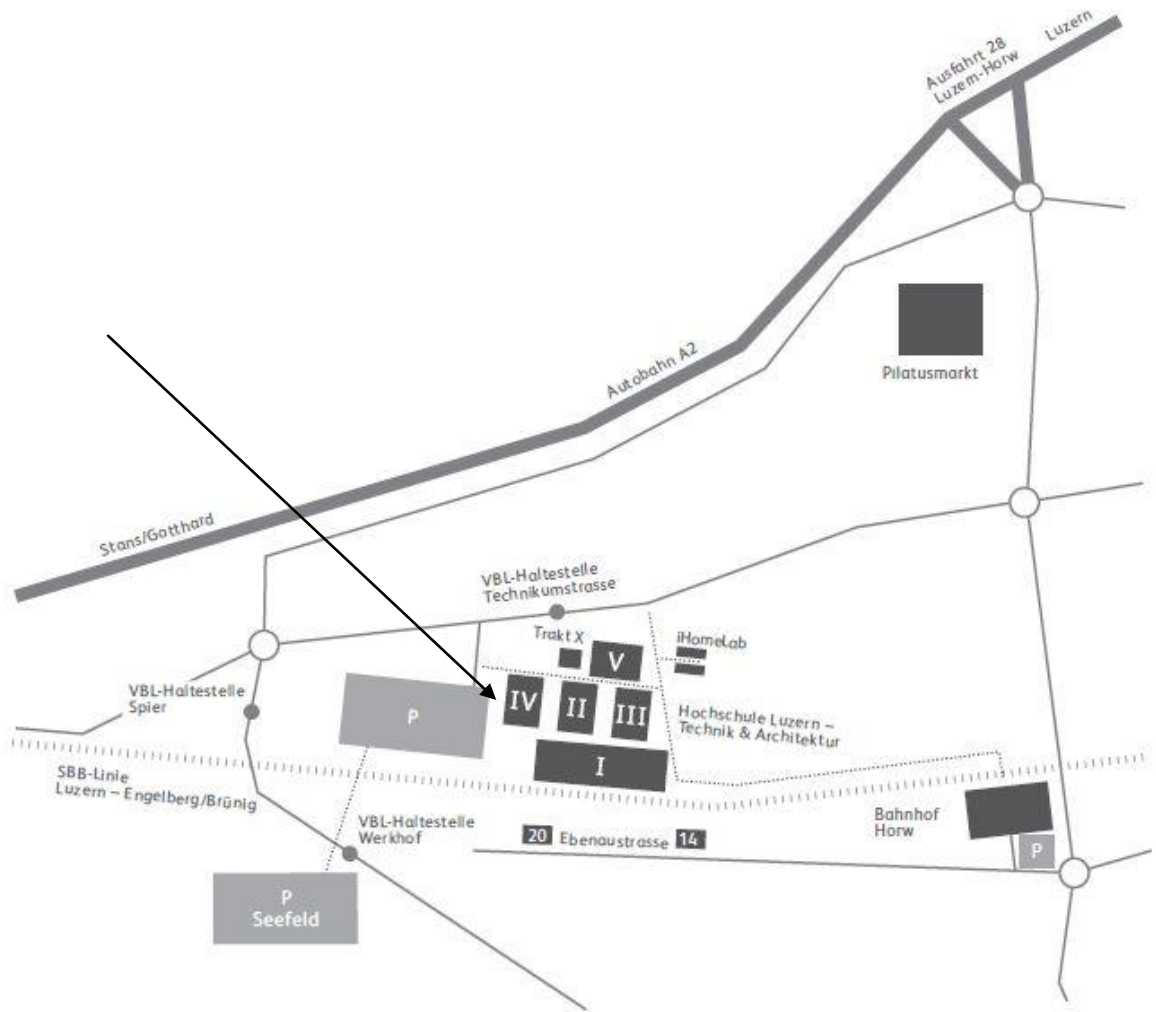 Luzern
Ausfahrt 28
Luzern-Horw
Pilatusmarkt
Autobahn A2
Stans/Gotthard
VBL-Haltestelle
Technikumstrasse
Trakt X
V
iHomeLab
VBL-Haltestelle
Spier
P
IV
II
III
Hochschule Luzern –
Technik & Architektur
I
SBB-Linie
Luzern – Engelberg/Brünig
VBL-Haltestelle
Werkhof
20 Ebenaustrasse 14
Bahnhof
Horw
P
P
Seefeld